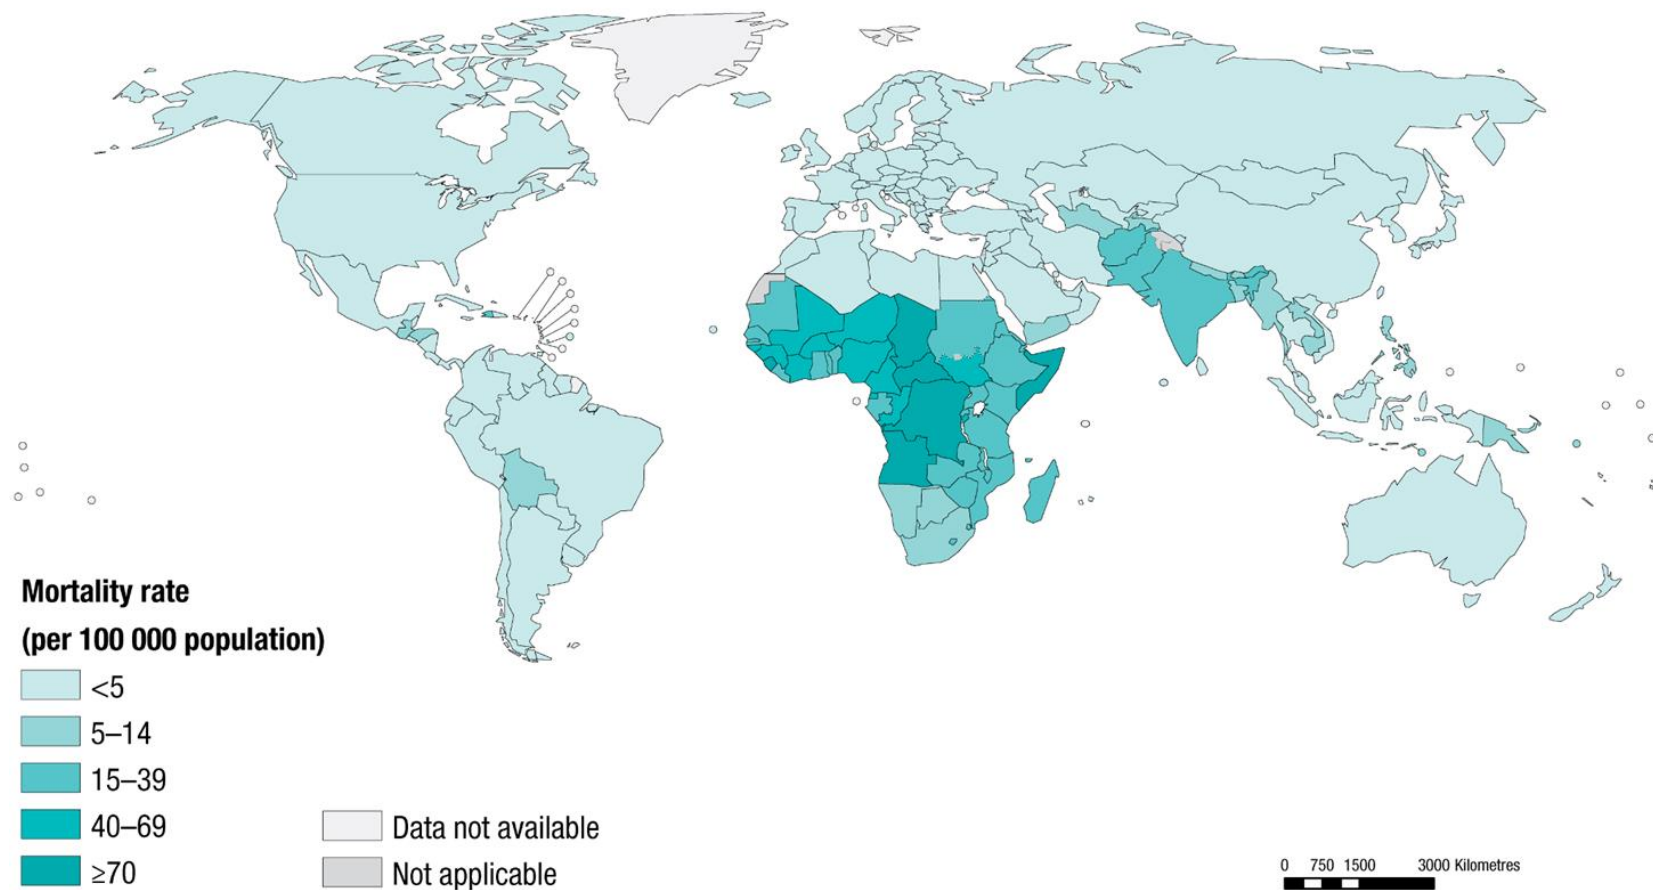 Mortality rate
(per 100 000 population)
<5
5–14
15–39
40–69
≥70
Data not available
Not applicable
0 750 1500 3000 Kilometres